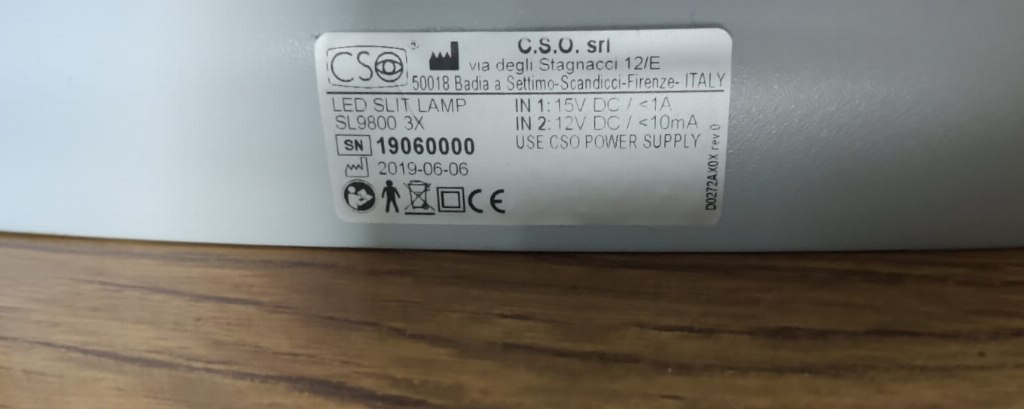 CSO
C.S.O. srl
via degli Stagnacci 12/E
50018 Badia a Settimo-Scandicci-Firenze- ITALY
LED SLIT LAMP
SL9800 3X
IN 1: 15V DC / <1A
IN 2: 12V DC / <10mA
USE CSO POWER SUPPLY
SN 19060000
2019-06-06
CE
D0272AX0X rev 0